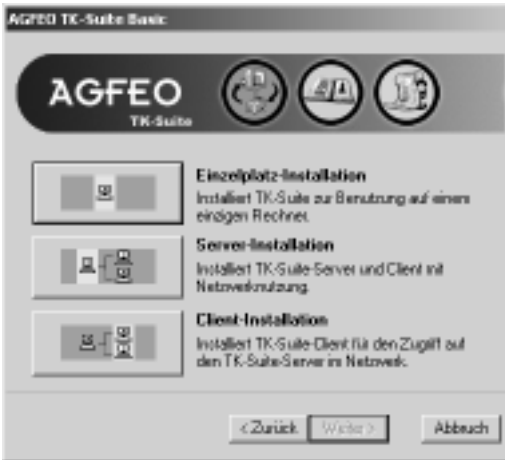 AGFEO TK-Suite Basic
AGFEO
TK-Suite
Einzelplatz-Installation
Installiert TK-Suite zur Benutzung auf einem
einzigen Rechner.
Server-Installation
Installiert TK-Suite-Server und Client mit
Netzwerknutzung.
Client-Installation
Installiert TK-Suite-Client für den Zugriff auf
den TK-Suite-Server im Netzwerk.
< Zurück
Weiter >
Abbruch